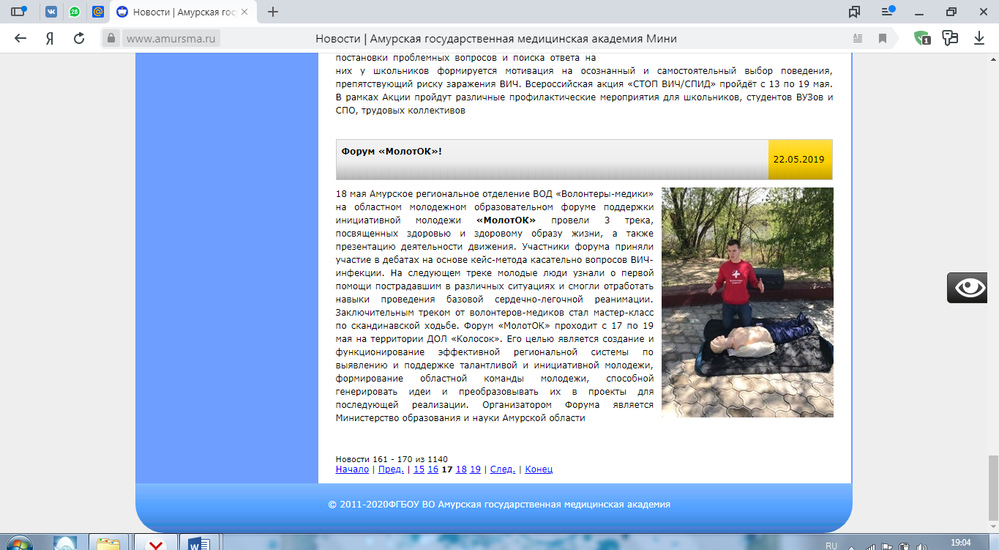 28
Новости | Амурская гос
www.amursma.ru
Новости | Амурская государственная медицинская академия Мини
1
постановки проблемных вопросов и поиска ответа на
них у школьников формируется мотивация на осознанный и самостоятельный выбор поведения,
препятствующий риску заражения ВИЧ. Всероссийская акция «СТОП ВИЧ/СПИД» пройдёт с 13 по 19 мая.
В рамках Акции пройдут различные профилактические мероприятия для школьников, студентов ВУЗов и
СПО, трудовых коллективов
Форум «МолотОК»!
22.05.2019
18 мая Амурское региональное отделение ВОД «Волонтеры-медики»
на областном молодежном образовательном форуме поддержки
инициативной молодежи «МолотОК» провели 3 трека,
посвященных здоровью и здоровому образу жизни, а также
презентацию деятельности движения. Участники форума приняли
участие в дебатах на основе кейс-метода касательно вопросов ВИЧ-
инфекции. На следующем треке молодые люди узнали о первой
помощи пострадавшим в различных ситуациях и смогли отработать
навыки проведения базовой сердечно-легочной реанимации.
Заключительным треком от волонтеров-медиков стал мастер-класс
по скандинавской ходьбе. Форум «МолотОК» проходит с 17 по 19
мая на территории ДОЛ «Колосок». Его целью является создание и
функционирование эффективной региональной системы по
выявлению и поддержке талантливой и инициативной молодежи,
формирование областной команды молодежи, способной
генерировать идеи и преобразовывать их в проекты для
последующей реализации. Организатором Форума является
Министерство образования и науки Амурской области
Новости 161 - 170 из 1140
Начало | Пред. | 15 16 17 18 19 | След. | Конец
© 2011-2020ФГБОУ ВО Амурская государственная медицинская академия
RU
19:04